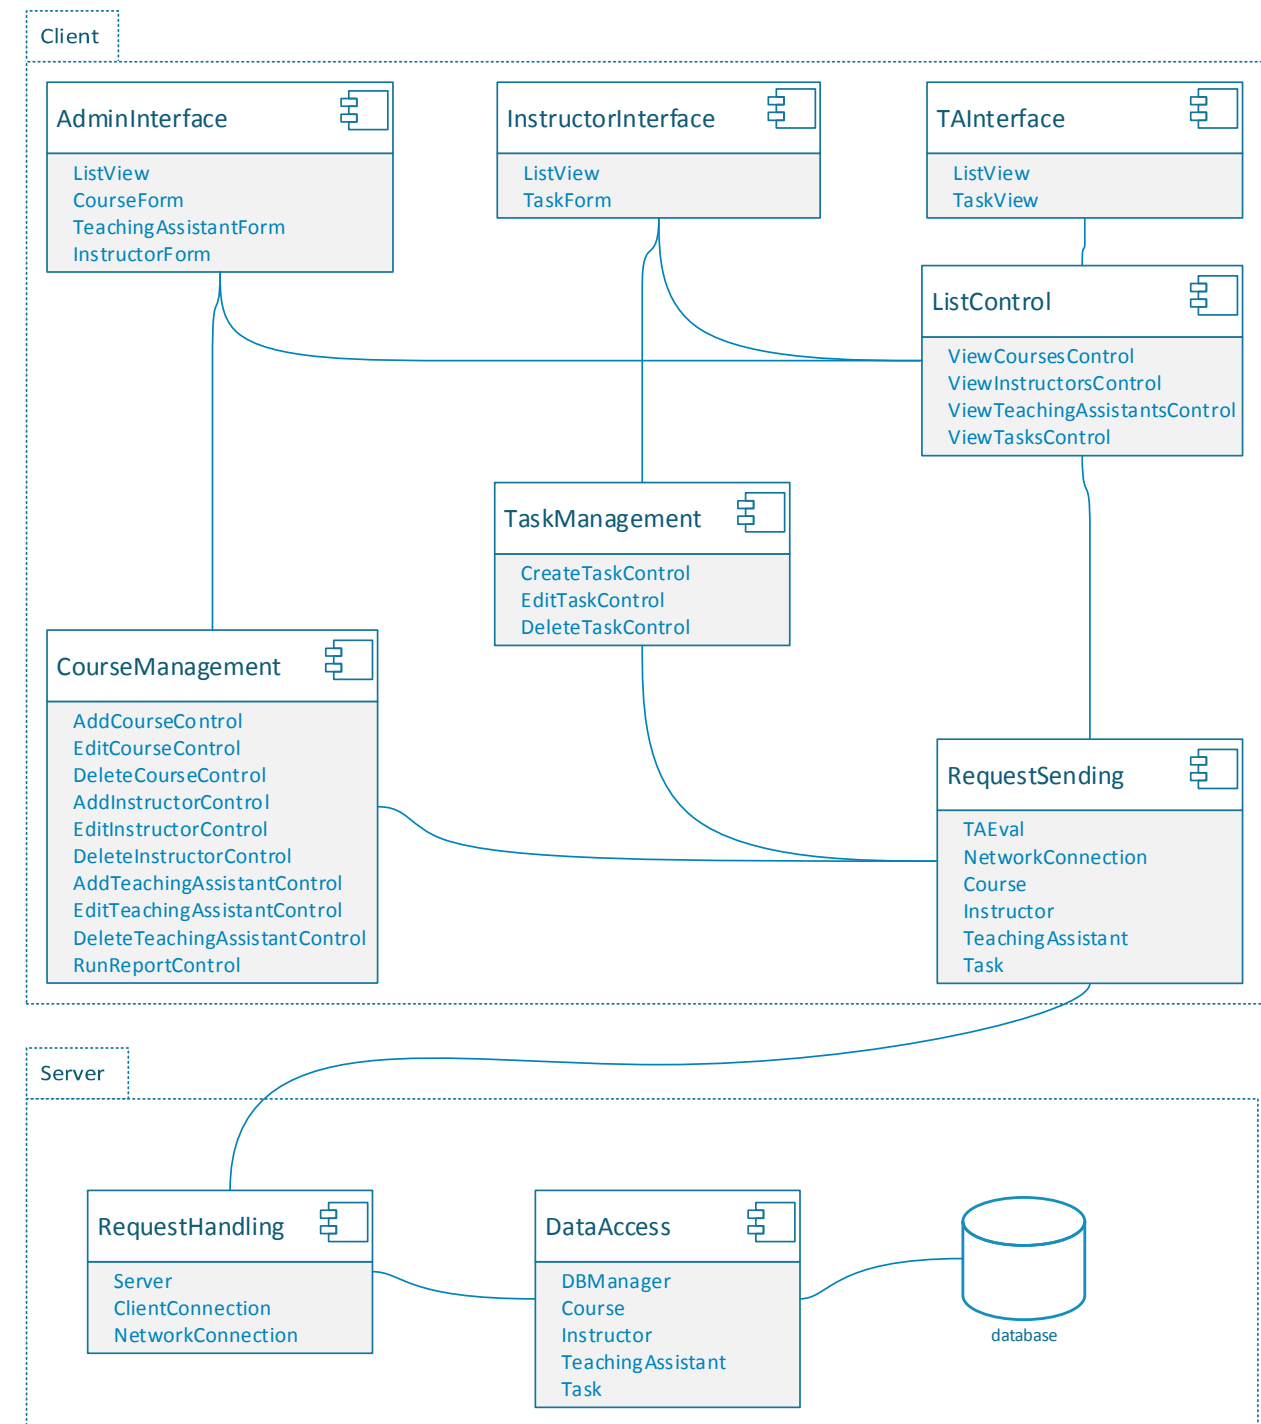 Client
AdminInterface
ListView
CourseForm
TeachingAssistantForm
InstructorForm
InstructorInterface
ListView
TaskForm
TAInterface
ListView
TaskView
ListControl
ViewCoursesControl
ViewInstructorsControl
ViewTeachingAssistantsControl
ViewTasksControl
TaskManagement
CreateTaskControl
EditTaskControl
DeleteTaskControl
CourseManagement
AddCourseControl
EditCourseControl
DeleteCourseControl
AddInstructorControl
EditInstructorControl
DeleteInstructorControl
AddTeachingAssistantControl
EditTeachingAssistantControl
DeleteTeachingAssistantControl
RunReportControl
RequestSending
TAEval
NetworkConnection
Course
Instructor
TeachingAssistant
Task
Server
RequestHandling
Server
ClientConnection
NetworkConnection
DataAccess
DBManager
Course
Instructor
TeachingAssistant
Task
database